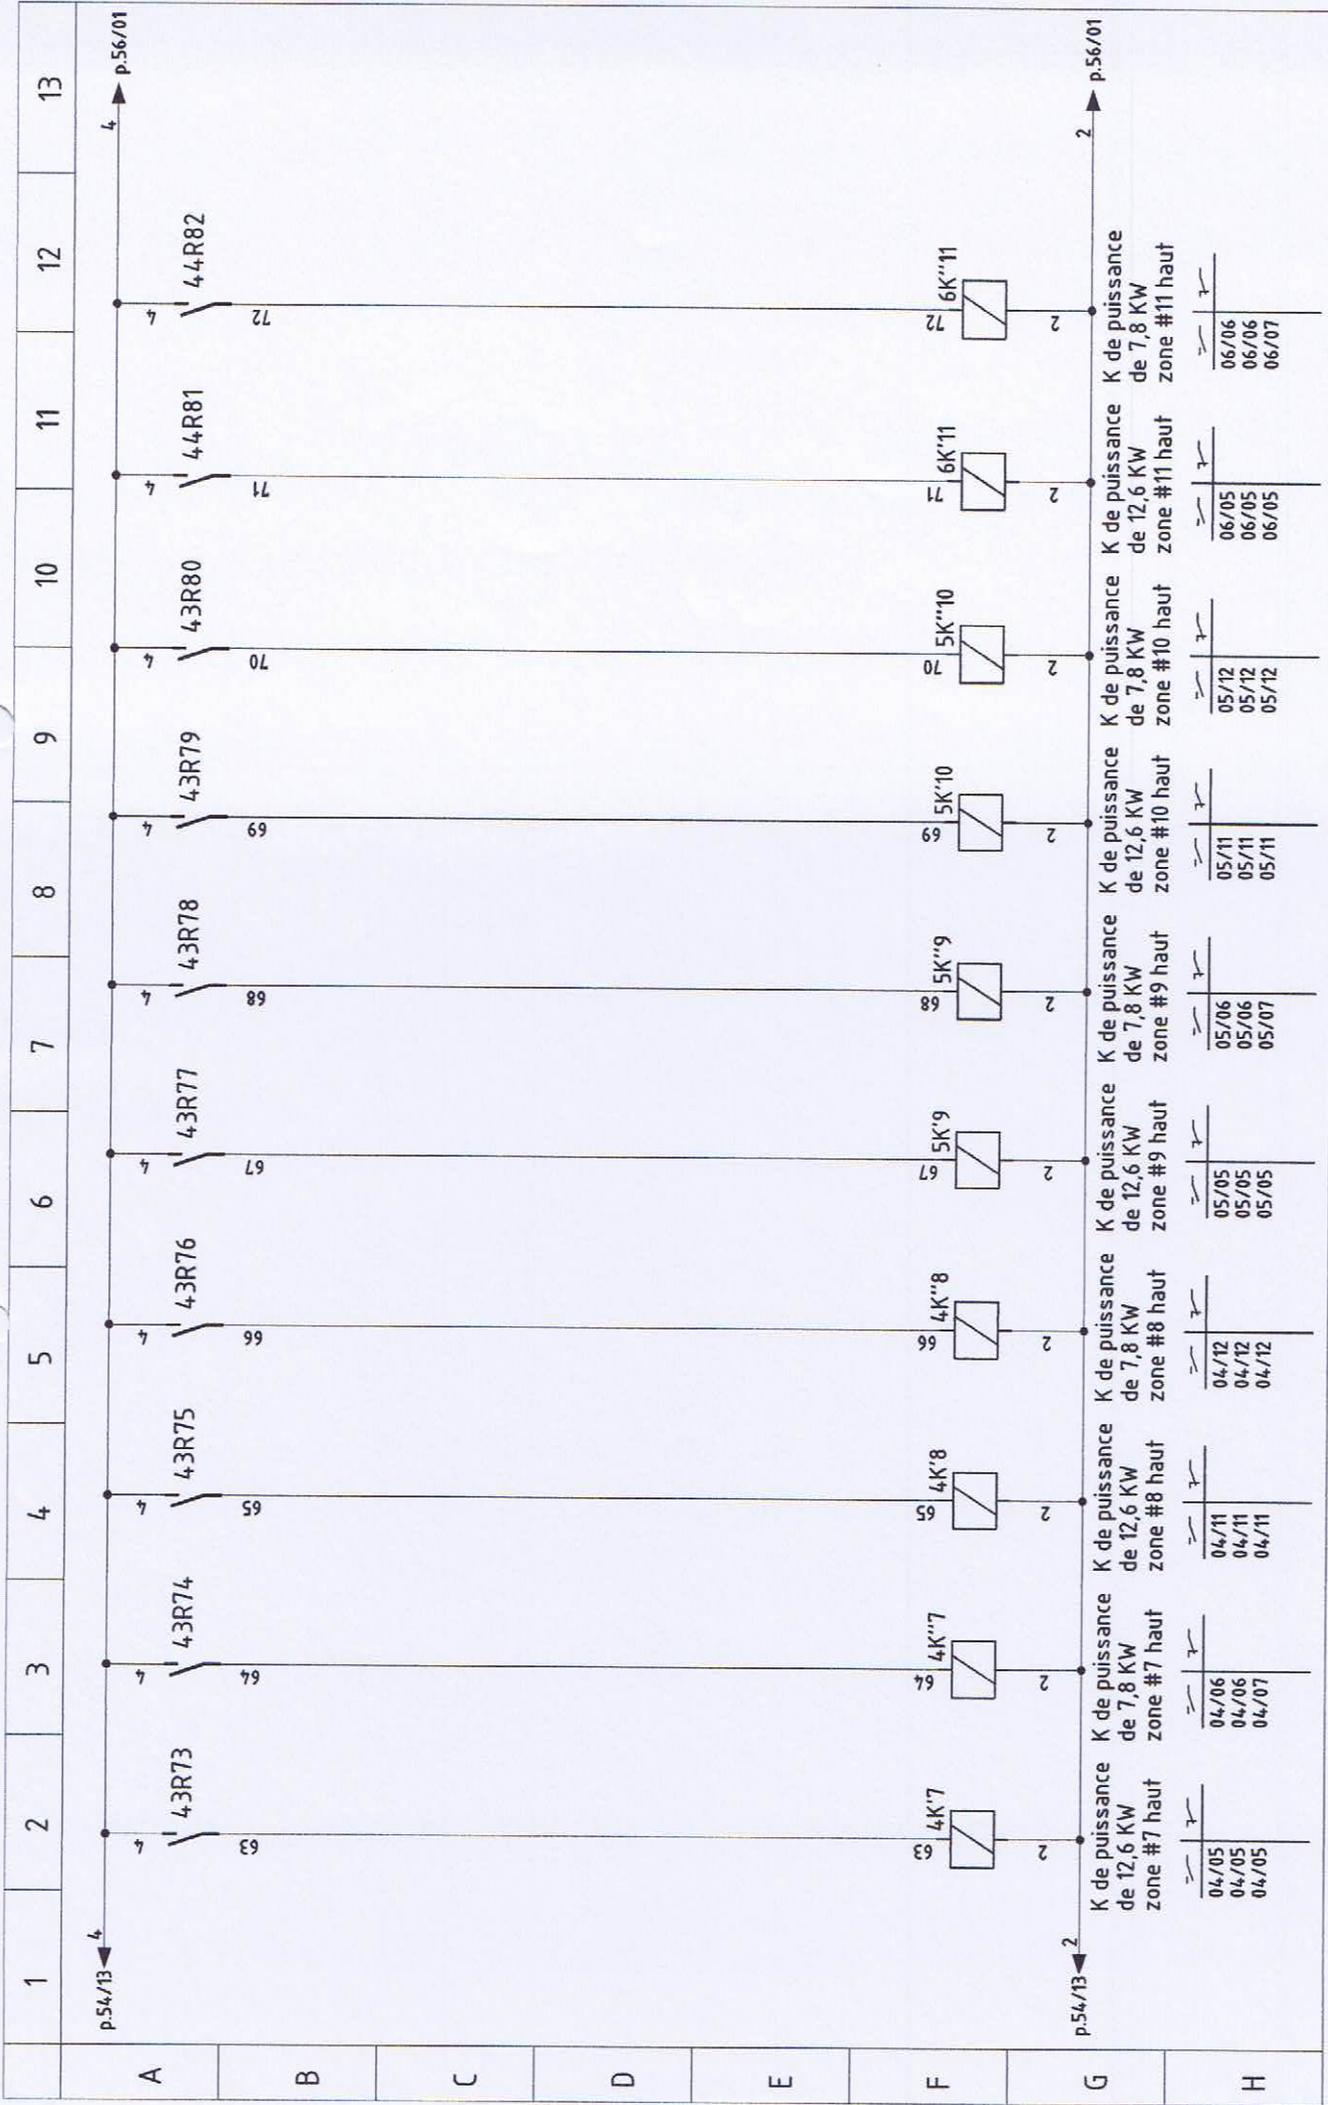 1 2 3 4 5 6 7 8 9 10 11 12 13
A
B
C
D
E
F
G
H
p.54/13 4
4 p.56/01
4 4 4 4 4 4 4 4 4 4
43R73 43R74 43R75 43R76 43R77 43R78 43R79 43R80 44R81 44R82
63 64 65 66 67 68 69 70 71 72
63 64 65 66 67 68 69 70 71 72
4K'7 4K''7 4K'8 4K''8 5K'9 5K''9 5K'10 5K''10 6K'11 6K''11
2 2 2 2 2 2 2 2 2 2
p.54/13 2
2 p.56/01
K de puissance
de 12,6 KW
zone #7 haut
04/05
04/05
04/05
K de puissance
de 7,8 KW
zone #7 haut
04/06
04/06
04/07
K de puissance
de 12,6 KW
zone #8 haut
04/11
04/11
04/11
K de puissance
de 7,8 KW
zone #8 haut
04/12
04/12
04/12
K de puissance
de 12,6 KW
zone #9 haut
05/05
05/05
05/05
K de puissance
de 7,8 KW
zone #9 haut
05/06
05/06
05/07
K de puissance
de 12,6 KW
zone #10 haut
05/11
05/11
05/11
K de puissance
de 7,8 KW
zone #10 haut
05/12
05/12
05/12
K de puissance
de 12,6 KW
zone #11 haut
06/05
06/05
06/05
K de puissance
de 7,8 KW
zone #11 haut
06/06
06/06
06/07